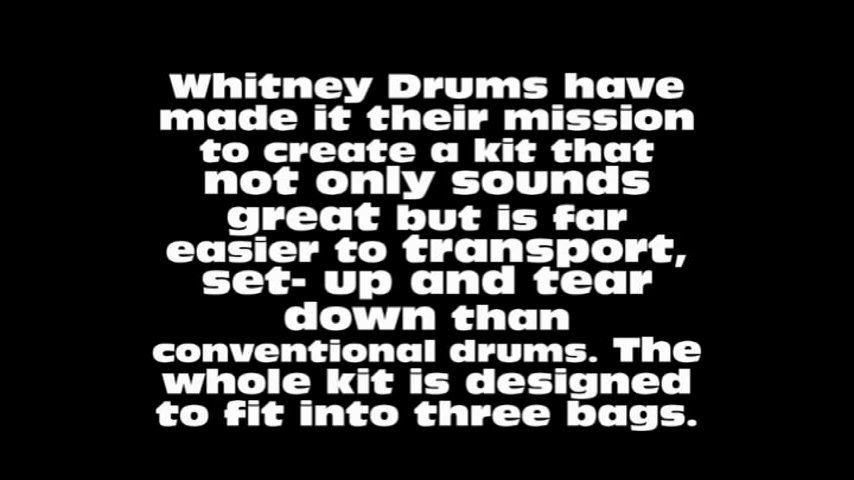 Whitney Drums have
made it their mission
to create a kit that
not only sounds
great but is far
easier to transport,
set- up and tear
down than
conventional drums. The
whole kit is designed
to fit into three bags.